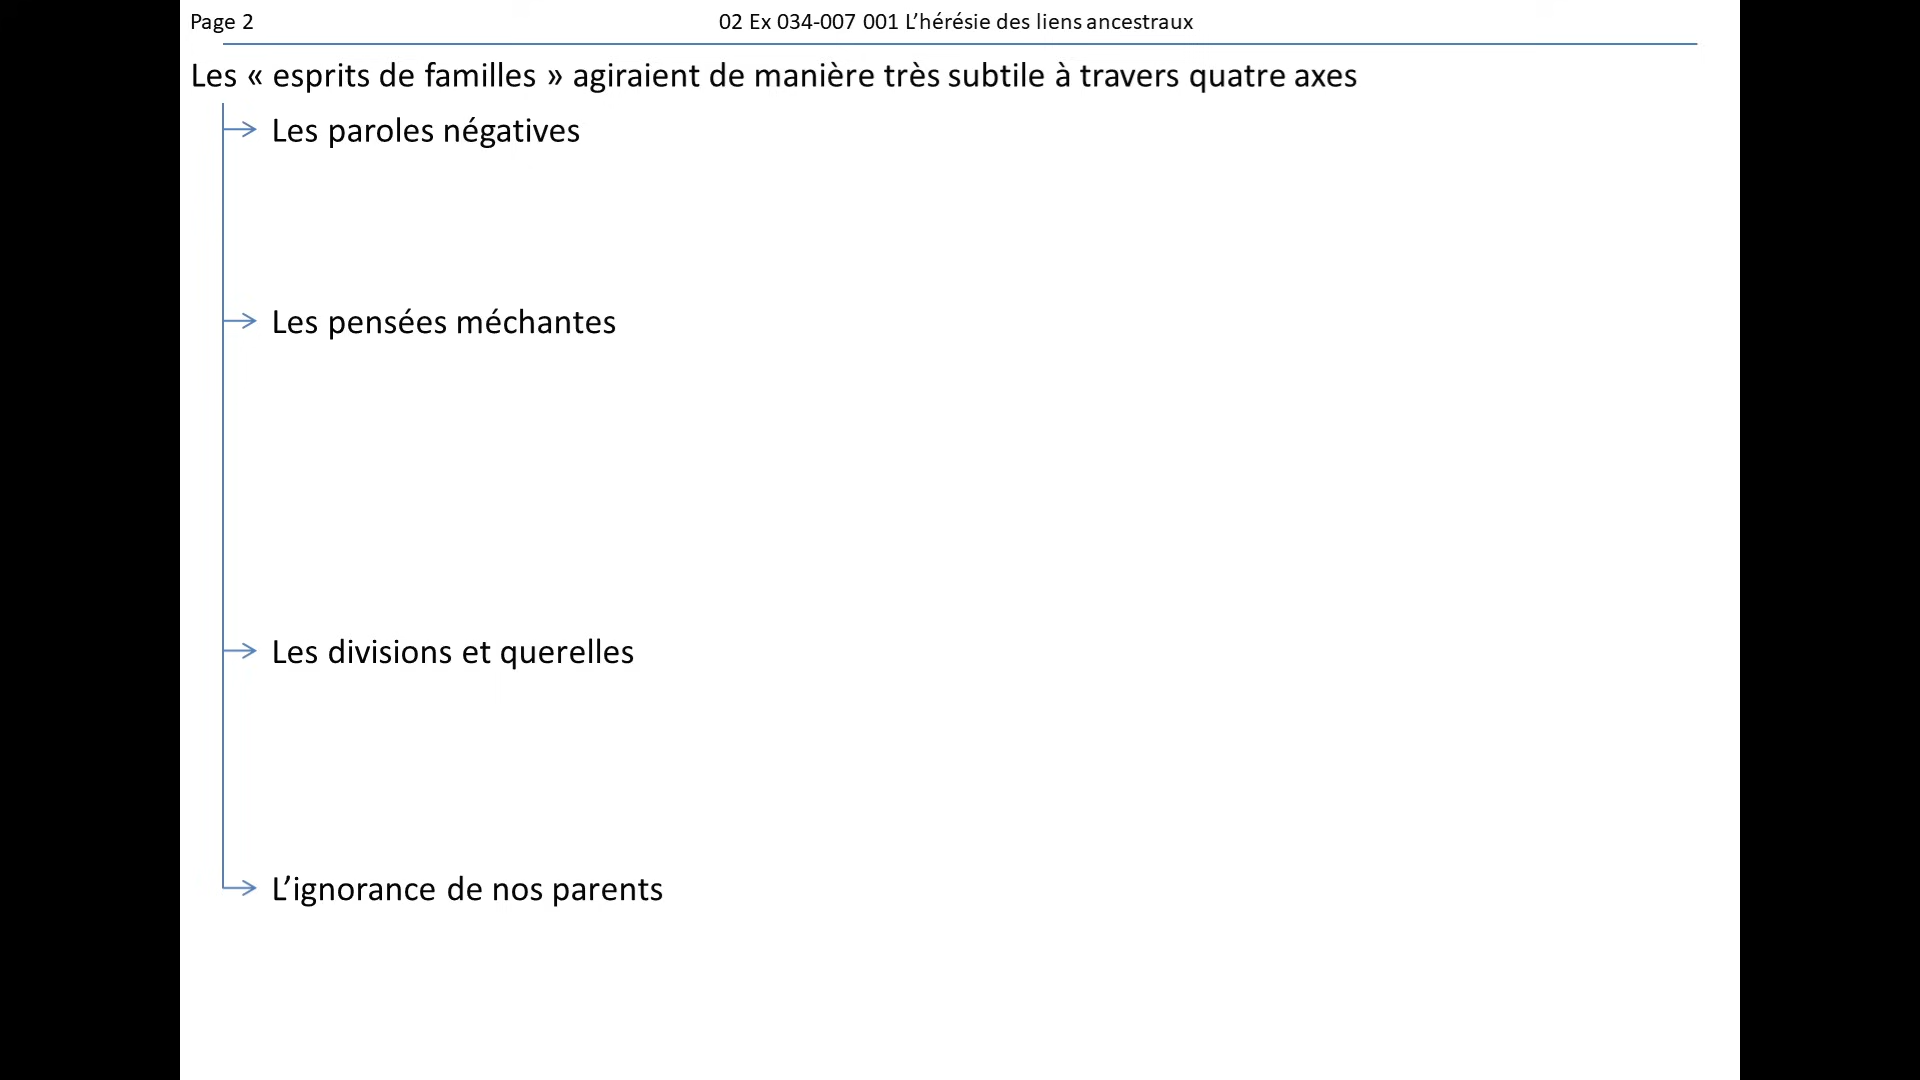 Page 2
02 Ex 034-007 001 L’hérésie des liens ancestraux
Les « esprits de familles » agiraient de manière très subtile à travers quatre axes
Les paroles négatives
Les pensées méchantes
Les divisions et querelles
L’ignorance de nos parents